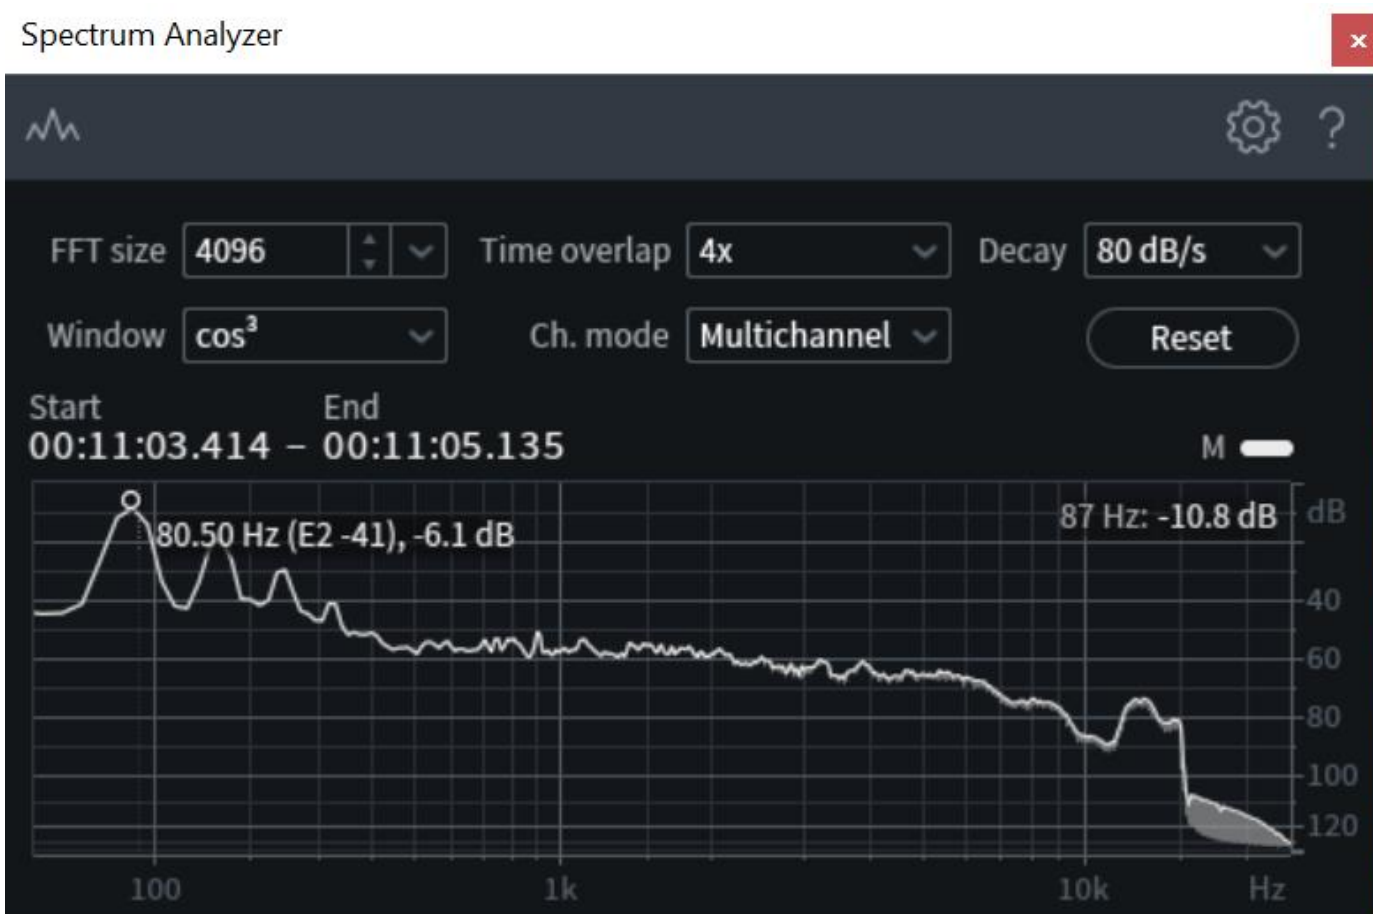 Spectrum Analyzer
x
?
FFT size 4096 Time overlap 4x Decay 80 dB/s
Window cos³ Ch. mode Multichannel Reset
Start End
00:11:03.414 – 00:11:05.135 M
80.50 Hz (E2 -41), -6.1 dB
87 Hz: -10.8 dB
dB
40
60
80
100
120
100 1k 10k Hz